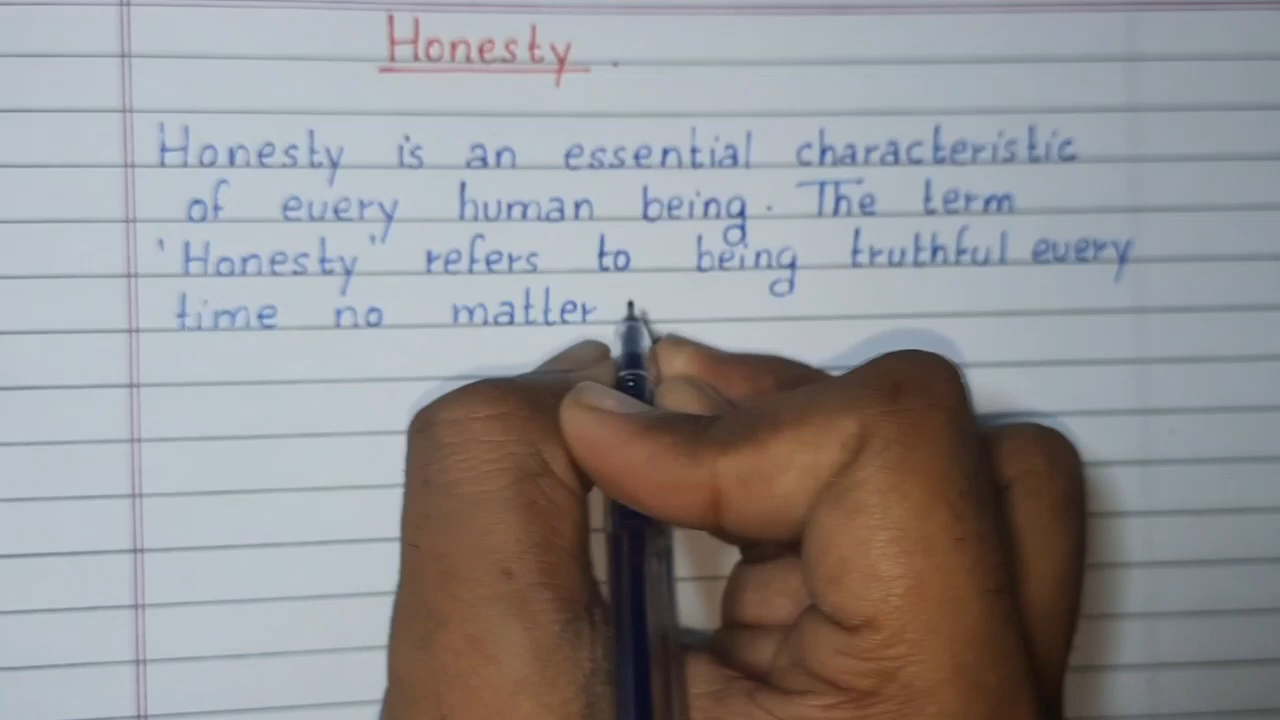 Honesty.
Honesty is an essential characteristic
of every human being. The term
'Honesty" refers to being truthful every
time no matter